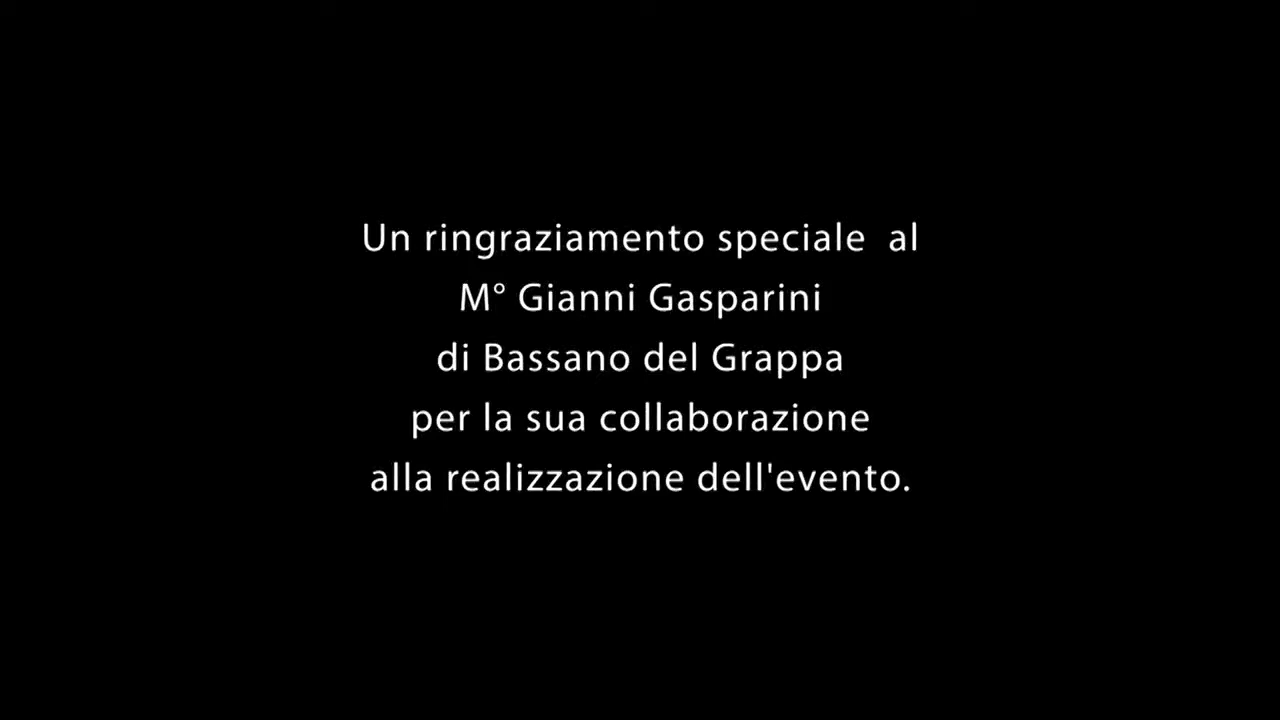 Un ringraziamento speciale  al
M° Gianni Gasparini
di Bassano del Grappa
per la sua collaborazione
alla realizzazione dell'evento.